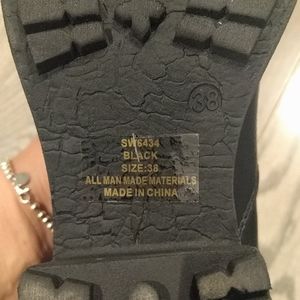 38
SW6434
BLACK
SIZE:38
ALL MAN MADE MATERIALS
MADE IN CHINA